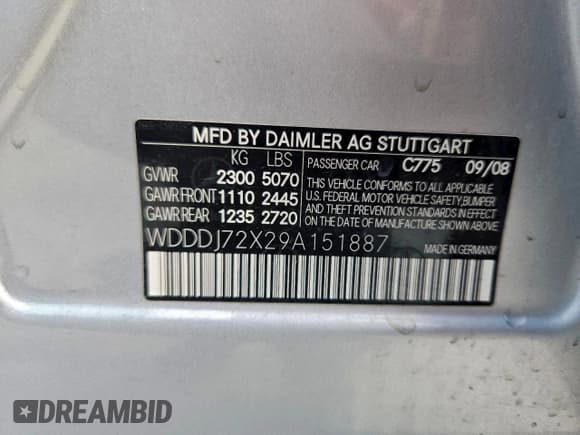 MFD BY DAIMLER AG STUTTGART
KG LBS PASSENGER CAR C775 09/08
GVWR 2300 5070
GAWR FRONT 1110 2445
GAWR REAR 1235 2720
THIS VEHICLE CONFORMS TO ALL APPLICABLE
U.S. FEDERAL MOTOR VEHICLE SAFETY, BUMPER,
AND THEFT PREVENTION STANDARDS IN EFFECT
ON THE DATE OF MANUFACTURE SHOWN ABOVE
WDDDJ72X29A151887
MADE IN GERMANY
DREAMBID